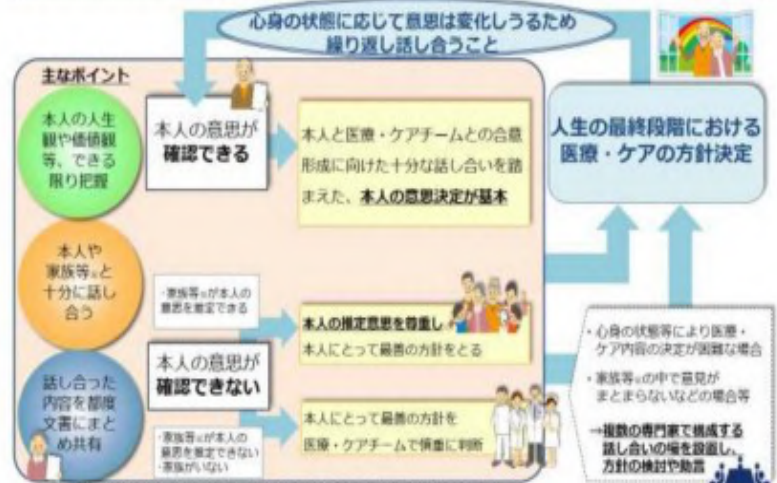 心身の状態に応じて意思は変化しうるため
繰り返し話し合うこと
主なポイント
本人の人生
観や価値観
等、できる
限り把握
本人の意思が
確認できる
本人と医療・ケアチームとの合意
形成に向けた十分な話し合いを踏
まえた、本人の意思決定が基本
人生の最終段階における
医療・ケアの方針決定
本人や
家族等※と
十分に話し
合う
・家族等※が本人の
意思を推定できる
本人の推定意思を尊重し
本人にとって最善の方針をとる
話し合った
内容を都度
文書にまと
め共有
本人の意思が
確認できない
・家族等※が本人の
意思を推定できない
・家族がいない
本人にとって最善の方針を
医療・ケアチームで慎重に判断
・心身の状態等により医療・
ケア内容の決定が困難な場合
・家族等※の中で意見が
まとまらないなどの場合等
→複数の専門家で構成する
話し合いの場を設置し、
方針の検討や助言